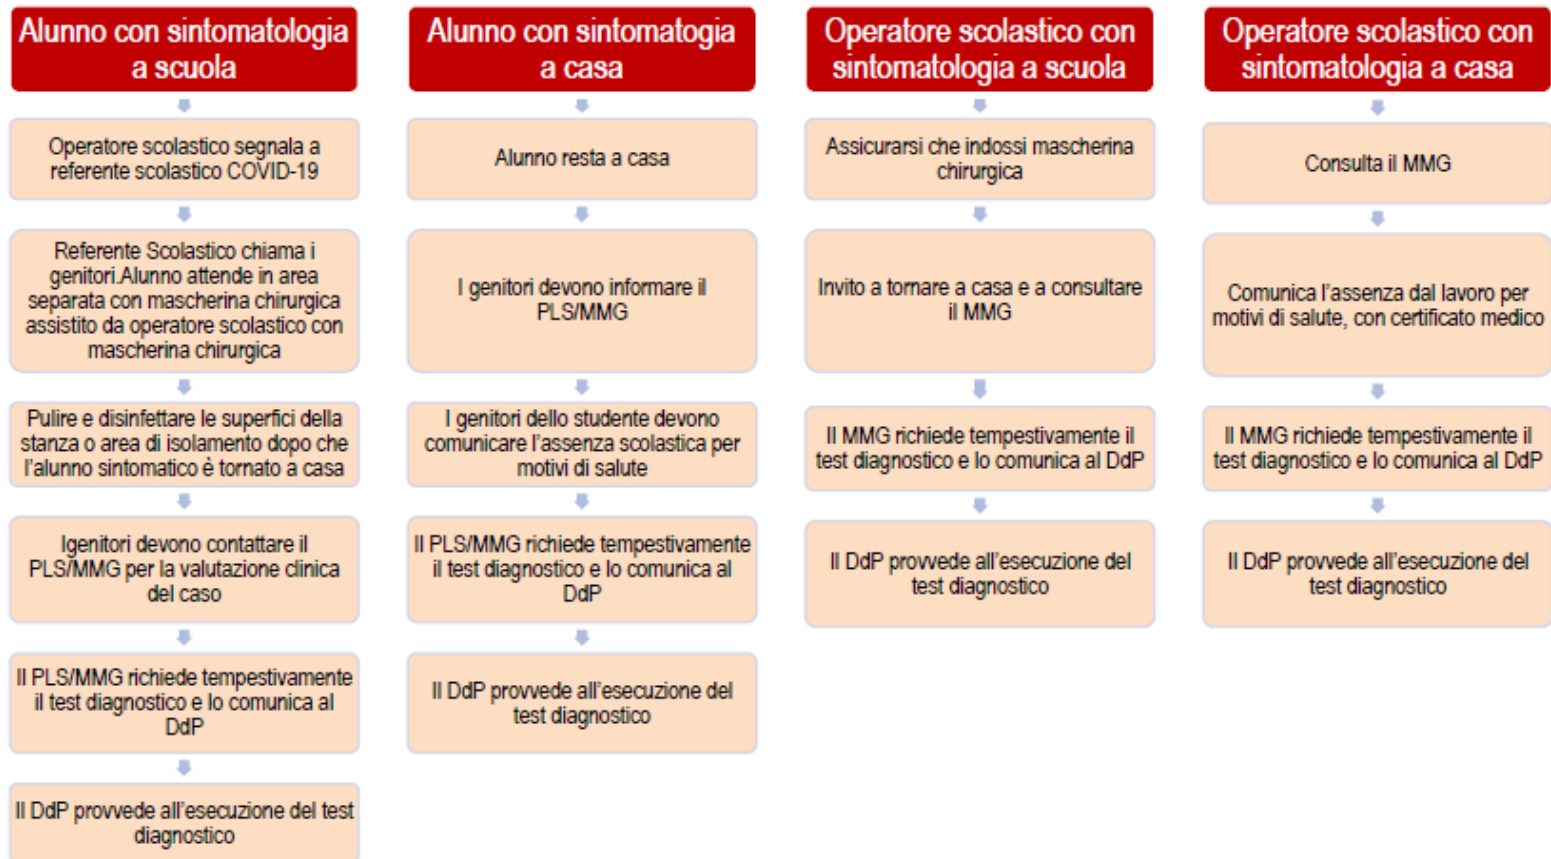 Alunno con sintomatologia
a scuola
Operatore scolastico segnala a
referente scolastico COVID-19
Referente Scolastico chiama i
genitori.Alunno attende in area
separata con mascherina chirurgica
assistito da operatore scolastico con
mascherina chirurgica
Pulire e disinfettare le superfici della
stanza o area di isolamento dopo che
l'alunno sintomatico è tornato a casa
Igenitori devono contattare il
PLS/MMG per la valutazione clinica
del caso
Il PLS/MMG richiede tempestivamente
il test diagnostico e lo comunica al
DdP
Il DdP provvede all'esecuzione del test
diagnostico
Alunno con sintomatogia
a casa
Alunno resta a casa
I genitori devono informare il
PLS/MMG
I genitori dello studente devono
comunicare l'assenza scolastica per
motivi di salute
Il PLS/MMG richiede tempestivamente
il test diagnostico e lo comunica al
DdP
Il DdP provvede all'esecuzione del
test diagnostico
Operatore scolastico con
sintomatologia a scuola
Assicurarsi che indossi mascherina
chirurgica
Invito a tornare a casa e a consultare
il MMG
Il MMG richiede tempestivamente il
test diagnostico e lo comunica al DdP
Il DdP provvede all'esecuzione del
test diagnostico
Operatore scolastico con
sintomatologia a casa
Consulta il MMG
Comunica l'assenza dal lavoro per
motivi di salute, con certificato medico
Il MMG richiede tempestivamente il
test diagnostico e lo comunica al DdP
Il DdP provvede all'esecuzione del
test diagnostico